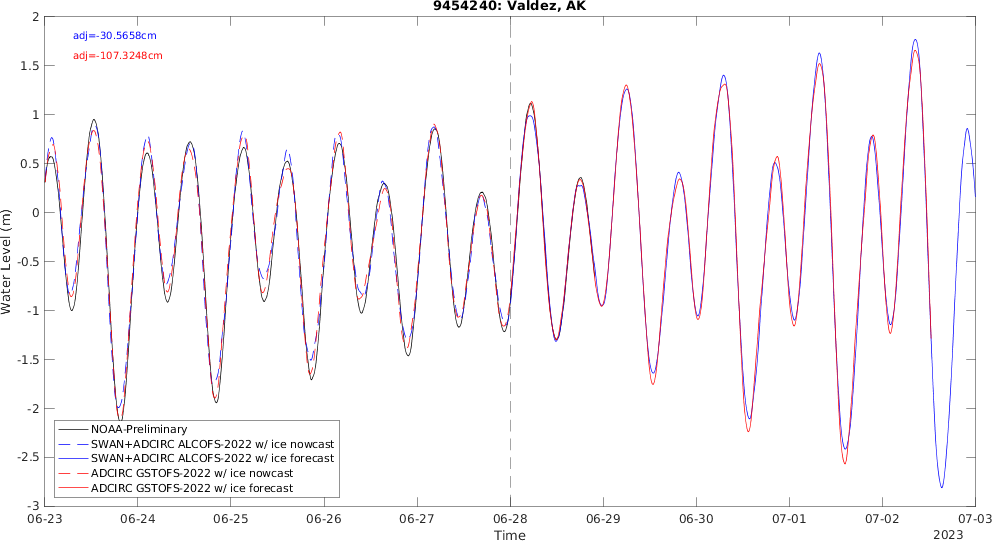 9454240: Valdez, AK
adj=-30.5658cm
adj=-107.3248cm
2
1.5
1
0.5
0
-0.5
-1
-1.5
-2
-2.5
-3
Water Level (m)
NOAA-Preliminary
SWAN+ADCIRC ALCOFS-2022 w/ ice nowcast
SWAN+ADCIRC ALCOFS-2022 w/ ice forecast
ADCIRC GSTOFS-2022 w/ ice nowcast
ADCIRC GSTOFS-2022 w/ ice forecast
06-23 06-24 06-25 06-26 06-27 06-28 06-29 06-30 07-01 07-02 07-03
Time
2023